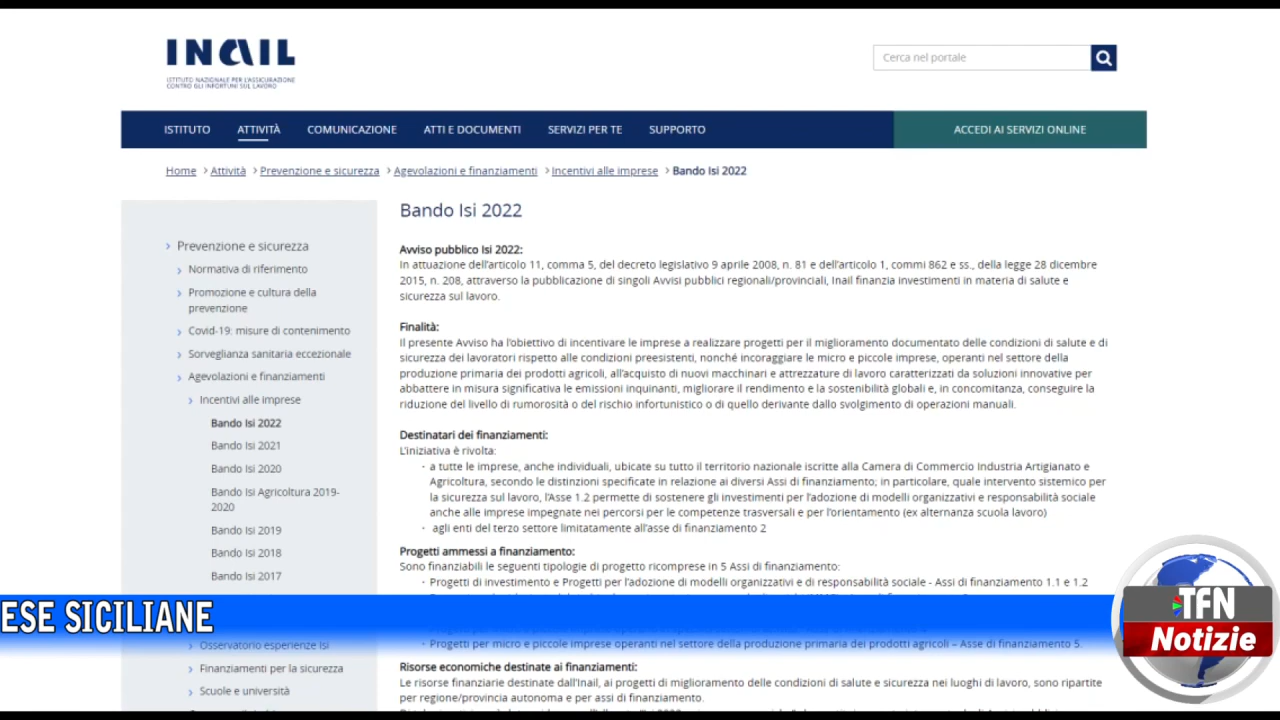 INAIL
ISTITUTO NAZIONALE PER L'ASSICURAZIONE
CONTRO GLI INFORTUNI SUL LAVORO
Cerca nel portale
ISTITUTO ATTIVITÀ COMUNICAZIONE ATTI E DOCUMENTI SERVIZI PER TE SUPPORTO ACCEDI AI SERVIZI ONLINE
Home > Attività > Prevenzione e sicurezza > Agevolazioni e finanziamenti > Incentivi alle imprese > Bando Isi 2022
Prevenzione e sicurezza
Normativa di riferimento
Promozione e cultura della
prevenzione
Covid-19: misure di contenimento
Sorveglianza sanitaria eccezionale
Agevolazioni e finanziamenti
Incentivi alle imprese
Bando Isi 2022
Bando Isi 2021
Bando Isi 2020
Bando Isi Agricoltura 2019-
2020
Bando Isi 2019
Bando Isi 2018
Bando Isi 2017
Osservatorio esperienze Isi
Finanziamenti per la sicurezza
Scuole e università
Bando Isi 2022
Avviso pubblico Isi 2022:
In attuazione dell'articolo 11, comma 5, del decreto legislativo 9 aprile 2008, n. 81 e dell'articolo 1, commi 862 e ss., della legge 28 dicembre
2015, n. 208, attraverso la pubblicazione di singoli Avvisi pubblici regionali/provinciali, Inail finanzia investimenti in materia di salute e
sicurezza sul lavoro.
Finalità:
Il presente Avviso ha l'obiettivo di incentivare le imprese a realizzare progetti per il miglioramento documentato delle condizioni di salute e di
sicurezza dei lavoratori rispetto alle condizioni preesistenti, nonché incoraggiare le micro e piccole imprese, operanti nel settore della
produzione primaria dei prodotti agricoli, all'acquisto di nuovi macchinari e attrezzature di lavoro caratterizzati da soluzioni innovative per
abbattere in misura significativa le emissioni inquinanti, migliorare il rendimento e la sostenibilità globali e, in concomitanza, conseguire la
riduzione del livello di rumorosità o del rischio infortunistico o di quello derivante dallo svolgimento di operazioni manuali.
Destinatari dei finanziamenti:
L'iniziativa è rivolta:
· a tutte le imprese, anche individuali, ubicate su tutto il territorio nazionale iscritte alla Camera di Commercio Industria Artigianato e
Agricoltura, secondo le distinzioni specificate in relazione ai diversi Assi di finanziamento; in particolare, quale intervento sistemico per
la sicurezza sul lavoro, l'Asse 1.2 permette di sostenere gli investimenti per l'adozione di modelli organizzativi e responsabilità sociale
anche alle imprese impegnate nei percorsi per le competenze trasversali e per l'orientamento (ex alternanza scuola lavoro)
· agli enti del terzo settore limitatamente all'asse di finanziamento 2
Progetti ammessi a finanziamento:
Sono finanziabili le seguenti tipologie di progetto ricomprese in 5 Assi di finanziamento:
· Progetti di investimento e Progetti per l'adozione di modelli organizzativi e di responsabilità sociale - Assi di finanziamento 1.1 e 1.2
· Progetti per micro e piccole imprese operanti nel settore della produzione primaria dei prodotti agricoli – Asse di finanziamento 5.
Risorse economiche destinate ai finanziamenti:
Le risorse finanziarie destinate dall'Inail, ai progetti di miglioramento delle condizioni di salute e sicurezza nei luoghi di lavoro, sono ripartite
per regione/provincia autonoma e per assi di finanziamento.
ESE SICILIANE
TFN
Notizie